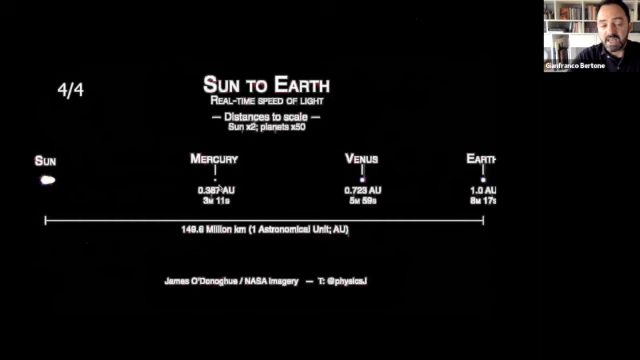 Gianfranco Bertone
4/4
SUN TO EARTH
REAL-TIME SPEED OF LIGHT
— Distances to scale —
Sun x2; planets x50
SUN
MERCURY
VENUS
EARTH
0.387 AU
0.723 AU
1.0 AU
3M 11S
5M 59S
8M 17S
149.6 Million km (1 Astronomical Unit; AU)
James O'Donoghue / NASA imagery — T: @physicsJ